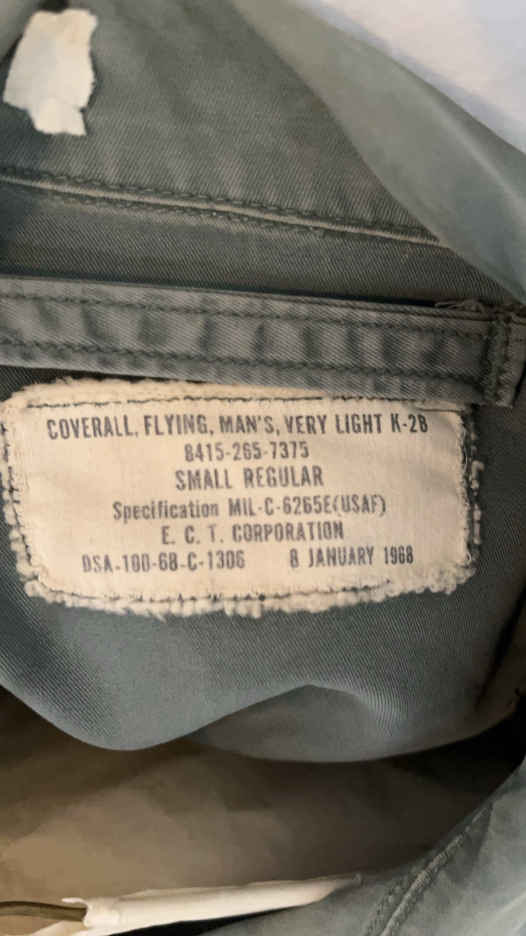 COVERALL, FLYING, MAN'S, VERY LIGHT K-2B
8415-265-7375
SMALL REGULAR
Specification MIL-C-6265E(USAF)
E. C. T. CORPORATION
DSA-100-68-C-1306 8 JANUARY 1968